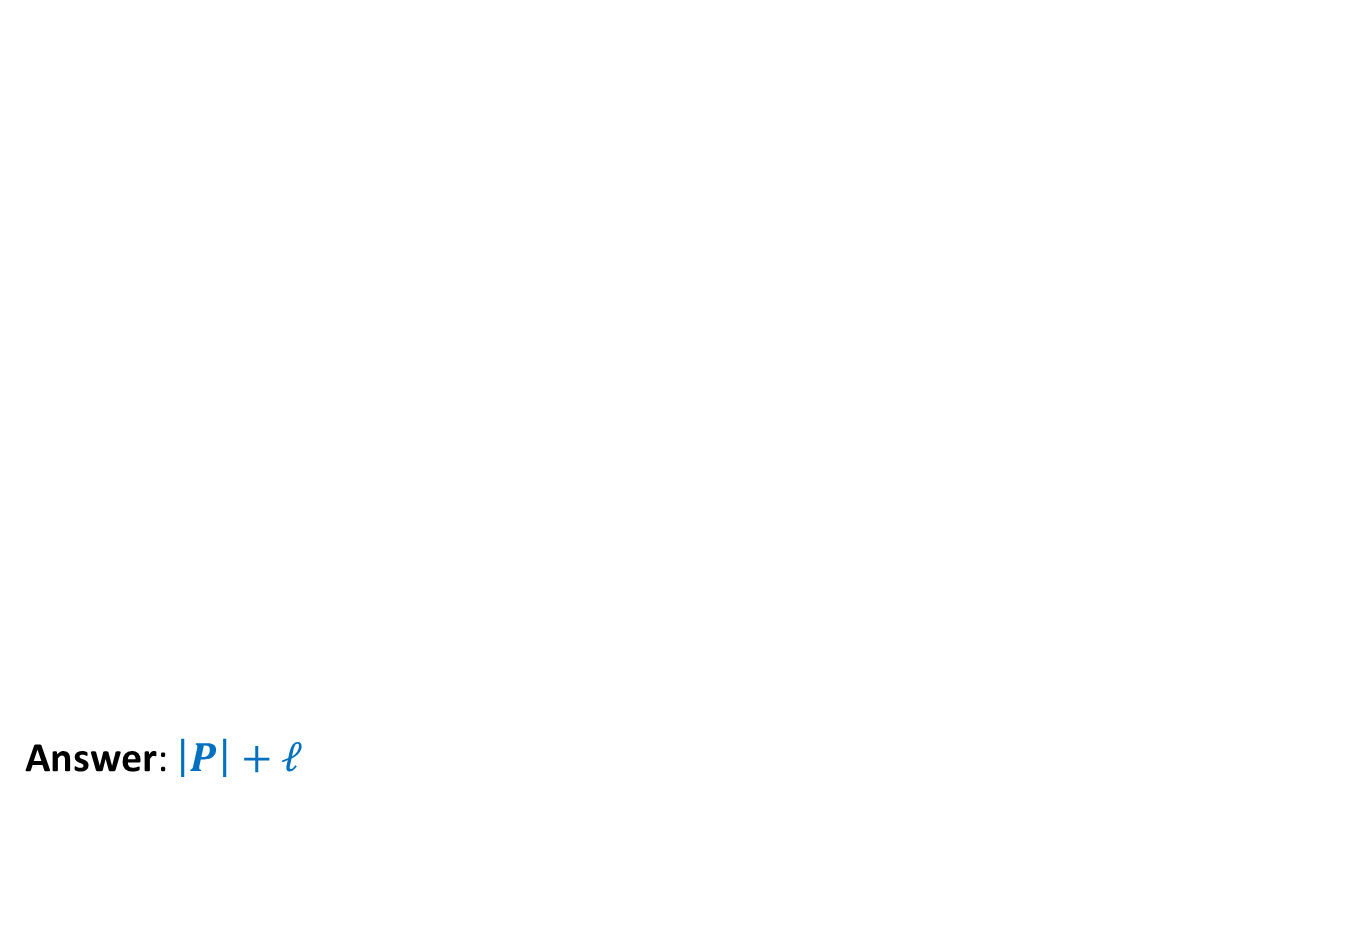 Answer: |P| + ℓ